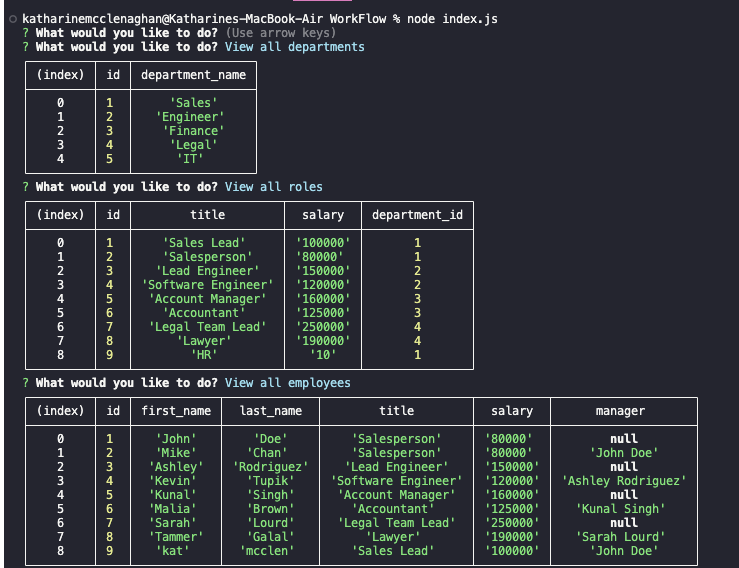 katharinemcclenaghan@Katharines-MacBook-Air WorkFlow % node index.js
? What would you like to do? (Use arrow keys)
? What would you like to do? View all departments
(index) id department_name
0 1 'Sales'
1 2 'Engineer'
2 3 'Finance'
3 4 'Legal'
4 5 'IT'
? What would you like to do? View all roles
(index) id title salary department_id
0 1 'Sales Lead' '100000' 1
1 2 'Salesperson' '80000' 1
2 3 'Lead Engineer' '150000' 2
3 4 'Software Engineer' '120000' 2
4 5 'Account Manager' '160000' 3
5 6 'Accountant' '125000' 3
6 7 'Legal Team Lead' '250000' 4
7 8 'Lawyer' '190000' 4
8 9 'HR' '10' 1
? What would you like to do? View all employees
(index) id first_name last_name title salary manager
0 1 'John' 'Doe' 'Salesperson' '80000' null
1 2 'Mike' 'Chan' 'Salesperson' '80000' 'John Doe'
2 3 'Ashley' 'Rodriguez' 'Lead Engineer' '150000' null
3 4 'Kevin' 'Tupik' 'Software Engineer' '120000' 'Ashley Rodriguez'
4 5 'Kunal' 'Singh' 'Account Manager' '160000' null
5 6 'Malia' 'Brown' 'Accountant' '125000' 'Kunal Singh'
6 7 'Sarah' 'Lourd' 'Legal Team Lead' '250000' null
7 8 'Tammer' 'Galal' 'Lawyer' '190000' 'Sarah Lourd'
8 9 'kat' 'mcclen' 'Sales Lead' '100000' 'John Doe'